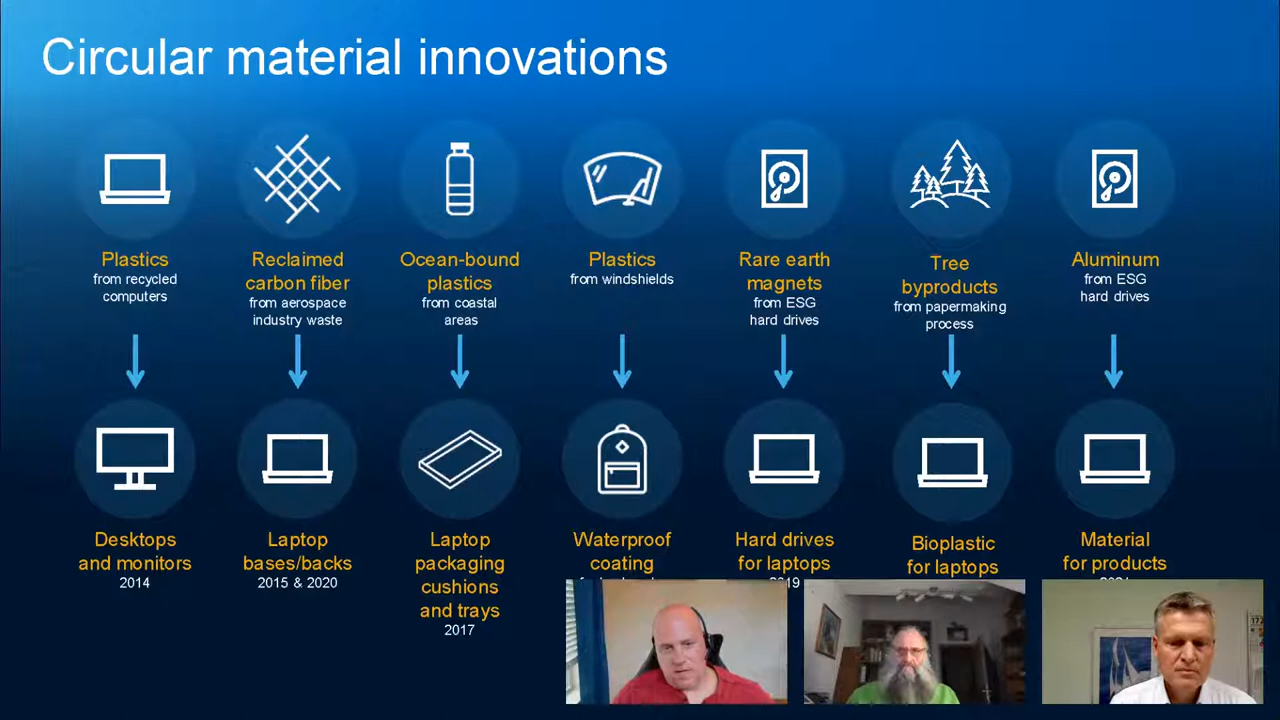 Circular material innovations
Plastics
from recycled
computers
Reclaimed
carbon fiber
from aerospace
industry waste
Ocean-bound
plastics
from coastal
areas
Plastics
from windshields
Rare earth
magnets
from ESG
hard drives
Tree
byproducts
from papermaking
process
Aluminum
from ESG
hard drives
Desktops
and monitors
2014
Laptop
bases/backs
2015 & 2020
Laptop
packaging
cushions
and trays
2017
Waterproof
coating
Hard drives
for laptops
Bioplastic
for laptops
Material
for products